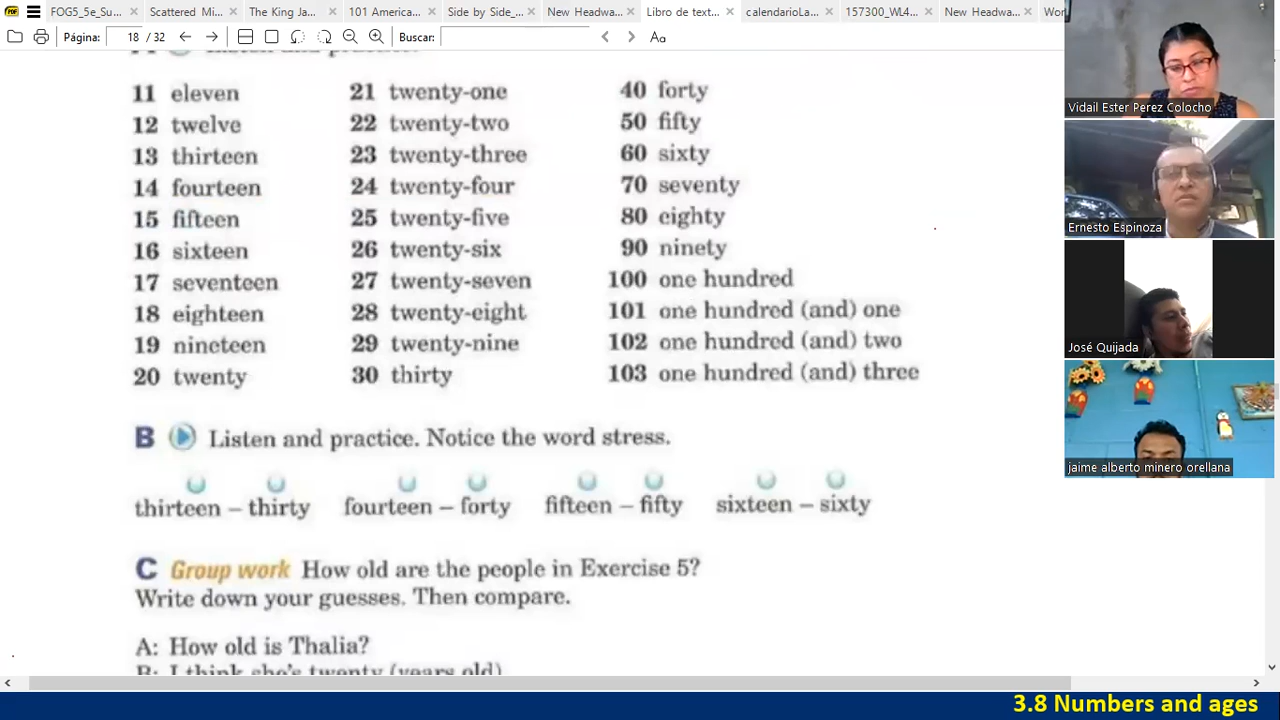 FOG5_5e_Su...
Scattered Mi...
The King Ja...
101 America...
Side by Side_...
New Headwa...
Libro de text...
calendarioLa...
157300_WL4...
New Headwa...
Wor
Página: 18 / 32 Buscar: Aa
11 eleven 21 twenty-one 40 forty
12 twelve 22 twenty-two 50 fifty
13 thirteen 23 twenty-three 60 sixty
14 fourteen 24 twenty-four 70 seventy
15 fifteen 25 twenty-five 80 eighty
16 sixteen 26 twenty-six 90 ninety
17 seventeen 27 twenty-seven 100 one hundred
18 eighteen 28 twenty-eight 101 one hundred (and) one
19 nineteen 29 twenty-nine 102 one hundred (and) two
20 twenty 30 thirty 103 one hundred (and) three
B Listen and practice. Notice the word stress.
thirteen – thirty fourteen – forty fifteen – fifty sixteen – sixty
C Group work How old are the people in Exercise 5?
Write down your guesses. Then compare.
A: How old is Thalia?
B: I think she's twenty (years old)
Vidail Ester Perez Colocho
Ernesto Espinoza
José Quijada
jaime alberto minero orellana
3.8 Numbers and ages